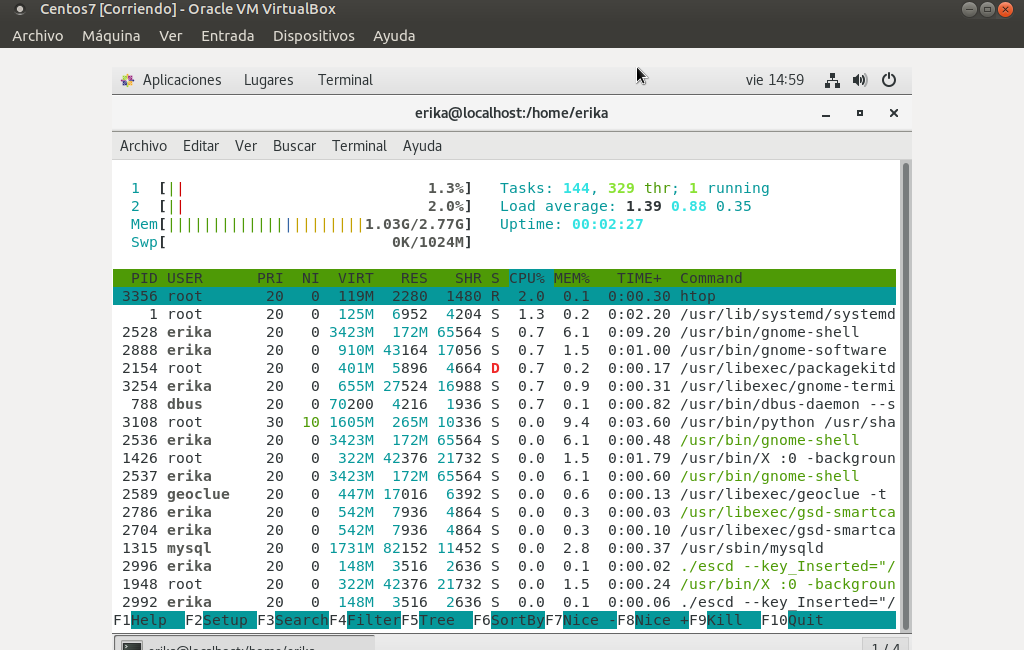 Centos7 [Corriendo] - Oracle VM VirtualBox
Archivo Máquina Ver Entrada Dispositivos Ayuda
Aplicaciones Lugares Terminal vie 14:59
erika@localhost:/home/erika
Archivo Editar Ver Buscar Terminal Ayuda
1 [|| 1.3%] Tasks: 144, 329 thr; 1 running
2 [|| 2.0%] Load average: 1.39 0.88 0.35
Mem[||||||||||||||||||||||1.03G/2.77G] Uptime: 00:02:27
Swp[ 0K/1024M]
PID USER PRI NI VIRT RES SHR S CPU% MEM% TIME+ Command
3356 root 20 0 119M 2280 1480 R 2.0 0.1 0:00.30 htop
1 root 20 0 125M 6952 4204 S 1.3 0.2 0:02.20 /usr/lib/systemd/systemd
2528 erika 20 0 3423M 172M 65564 S 0.7 6.1 0:09.20 /usr/bin/gnome-shell
2888 erika 20 0 910M 43164 17056 S 0.7 1.5 0:01.00 /usr/bin/gnome-software
2154 root 20 0 401M 5896 4664 D 0.7 0.2 0:00.17 /usr/libexec/packagekitd
3254 erika 20 0 655M 27524 16988 S 0.7 0.9 0:00.31 /usr/libexec/gnome-termi
788 dbus 20 0 70200 4216 1936 S 0.7 0.1 0:00.82 /usr/bin/dbus-daemon --s
3108 root 30 10 1605M 265M 10336 S 0.0 9.4 0:03.60 /usr/bin/python /usr/sha
2536 erika 20 0 3423M 172M 65564 S 0.0 6.1 0:00.48 /usr/bin/gnome-shell
1426 root 20 0 322M 42376 21732 S 0.0 1.5 0:01.79 /usr/bin/X :0 -backgroun
2537 erika 20 0 3423M 172M 65564 S 0.0 6.1 0:00.60 /usr/bin/gnome-shell
2589 geoclue 20 0 447M 17016 6392 S 0.0 0.6 0:00.13 /usr/libexec/geoclue -t
2786 erika 20 0 542M 7936 4864 S 0.0 0.3 0:00.03 /usr/libexec/gsd-smartca
2704 erika 20 0 542M 7936 4864 S 0.0 0.3 0:00.10 /usr/libexec/gsd-smartca
1315 mysql 20 0 1731M 82152 11452 S 0.0 2.8 0:00.37 /usr/sbin/mysqld
2996 erika 20 0 148M 3516 2636 S 0.0 0.1 0:00.02 ./escd --key_Inserted="/
1948 root 20 0 322M 42376 21732 S 0.0 1.5 0:00.24 /usr/bin/X :0 -backgroun
2992 erika 20 0 148M 3516 2636 S 0.0 0.1 0:00.06 ./escd --key_Inserted="/
F1Help F2Setup F3SearchF4FilterF5Tree F6SortByF7Nice -F8Nice +F9Kill F10Quit
erika@localhost:/home/erika 1 / 4